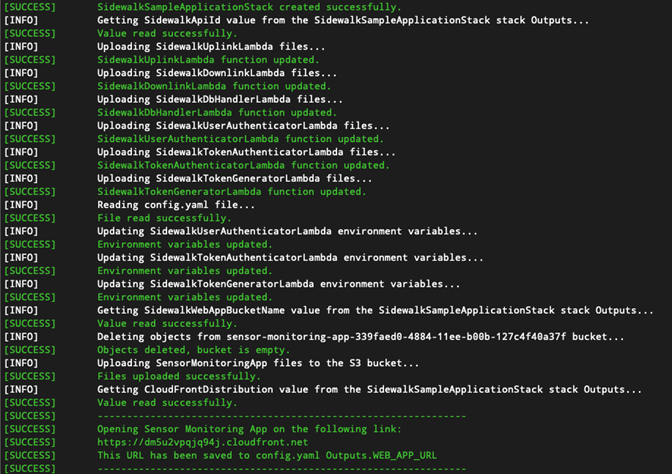 [SUCCESS] SidewalkSampleApplicationStack created successfully.
[INFO] Getting SidewalkApiId value from the SidewalkSampleApplicationStack stack Outputs...
[SUCCESS] Value read successfully.
[INFO] Uploading SidewalkUplinkLambda files...
[SUCCESS] SidewalkUplinkLambda function updated.
[INFO] Uploading SidewalkDownlinkLambda files...
[SUCCESS] SidewalkDownlinkLambda function updated.
[INFO] Uploading SidewalkDbHandlerLambda files...
[SUCCESS] SidewalkDbHandlerLambda function updated.
[INFO] Uploading SidewalkUserAuthenticatorLambda files...
[SUCCESS] SidewalkUserAuthenticatorLambda function updated.
[INFO] Uploading SidewalkTokenAuthenticatorLambda files...
[SUCCESS] SidewalkTokenAuthenticatorLambda function updated.
[INFO] Uploading SidewalkTokenGeneratorLambda files...
[SUCCESS] SidewalkTokenGeneratorLambda function updated.
[INFO] Reading config.yaml file...
[SUCCESS] File read successfully.
[INFO] Updating SidewalkUserAuthenticatorLambda environment variables...
[SUCCESS] Environment variables updated.
[INFO] Updating SidewalkTokenAuthenticatorLambda environment variables...
[SUCCESS] Environment variables updated.
[INFO] Updating SidewalkTokenGeneratorLambda environment variables...
[SUCCESS] Environment variables updated.
[INFO] Getting SidewalkWebAppBucketName value from the SidewalkSampleApplicationStack stack Outputs...
[SUCCESS] Value read successfully.
[INFO] Deleting objects from sensor-monitoring-app-339faed0-4884-11ee-b00b-127c4f40a37f bucket...
[SUCCESS] Objects deleted, bucket is empty.
[INFO] Uploading SensorMonitoringApp files to the S3 bucket...
[SUCCESS] Files uploaded successfully.
[INFO] Getting CloudFrontDistribution value from the SidewalkSampleApplicationStack stack Outputs...
[SUCCESS] Value read successfully.
[SUCCESS] ----------------------------------------------------------------
[SUCCESS] Opening Sensor Monitoring App on the following link:
[SUCCESS] https://dm5u2vpqjq94j.cloudfront.net
[SUCCESS] This URL has been saved to config.yaml Outputs.WEB_APP_URL
[SUCCESS] ----------------------------------------------------------------